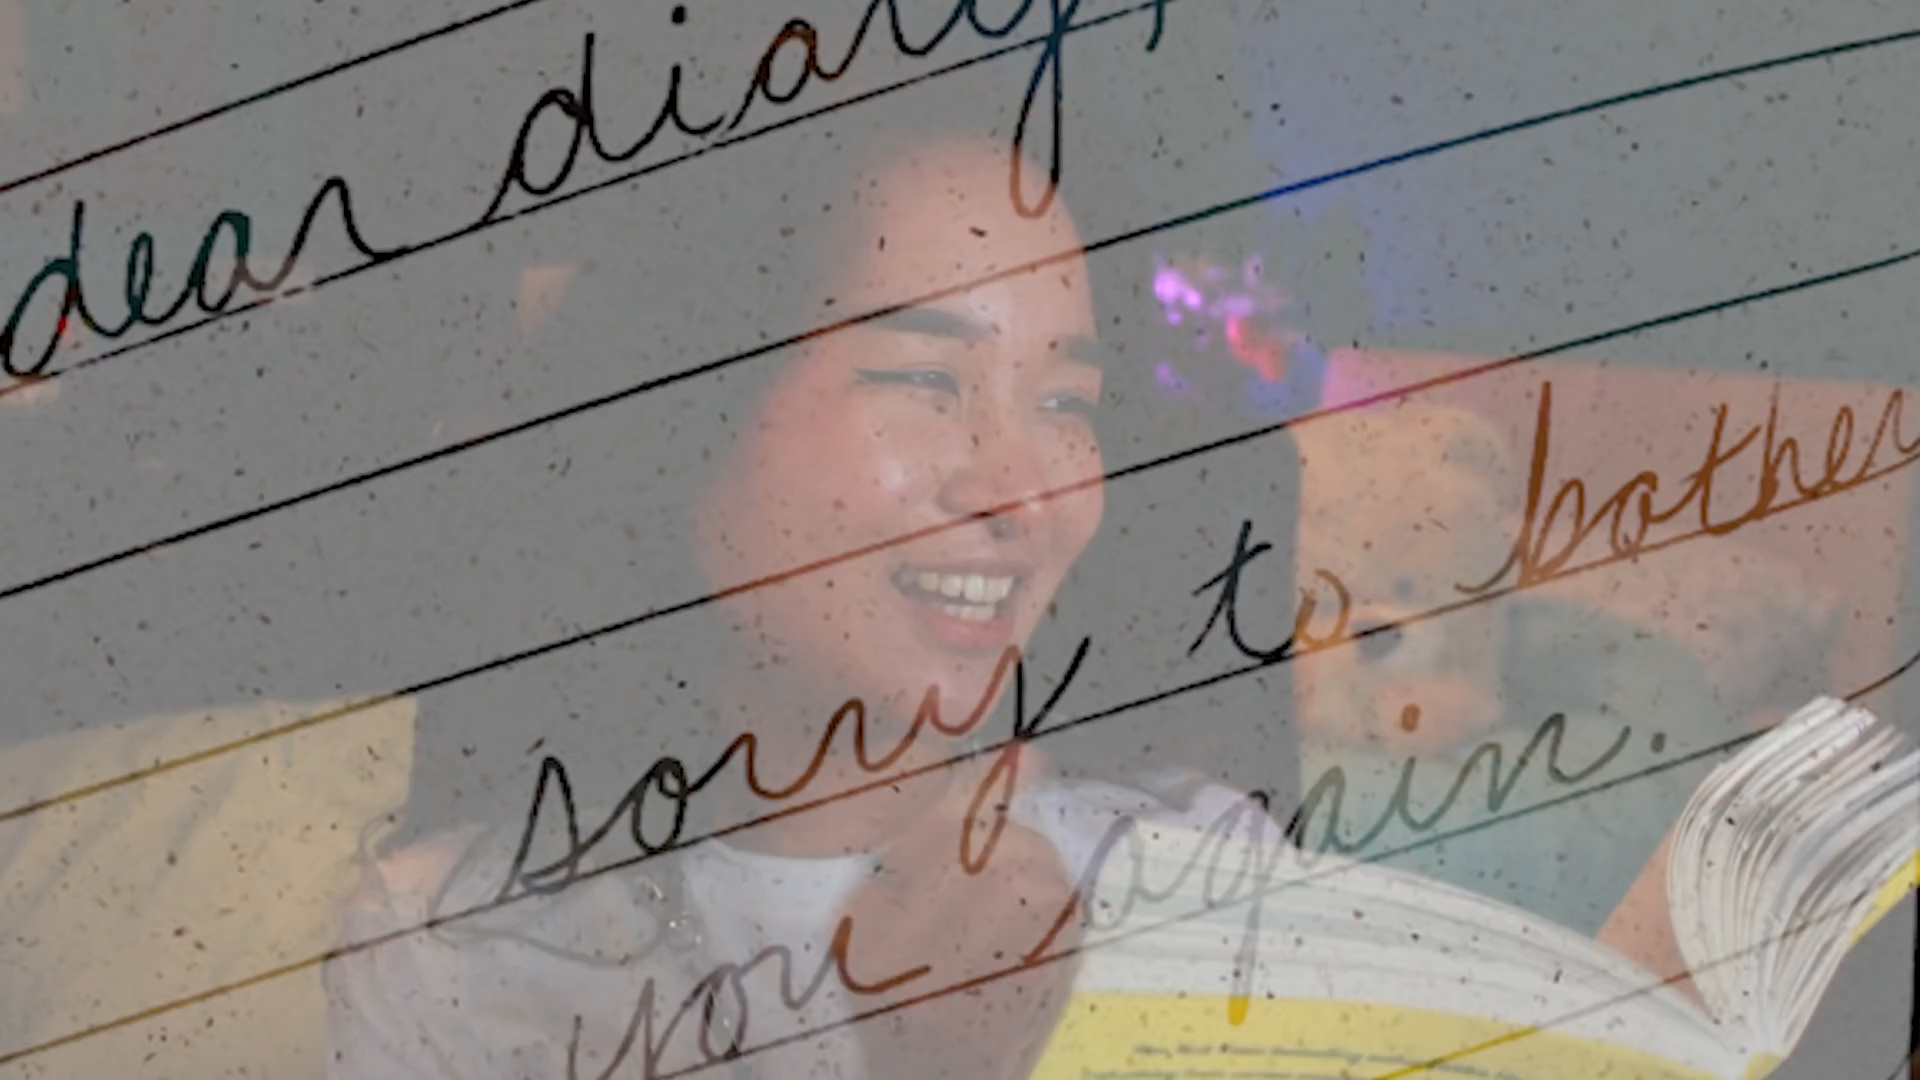 dear diary,
sorry to bother
you again.